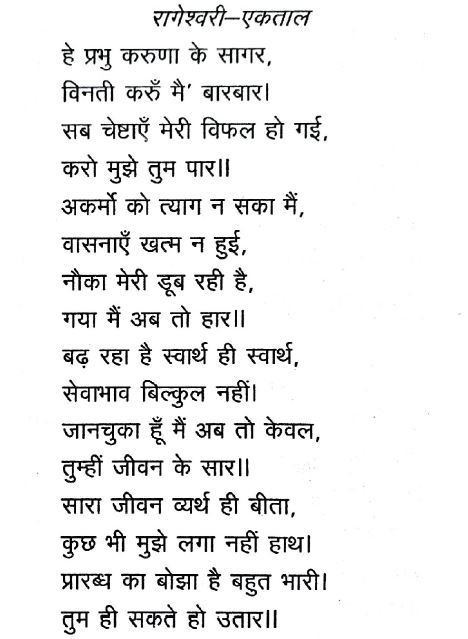 रागेश्वरी–एकताल
हे प्रभु करुणा के सागर,
विनती करुँ मै' बारबार।
सब चेष्टाएँ मेरी विफल हो गई,
करो मुझे तुम पार॥
अकर्मो को त्याग न सका मैं,
वासनाएँ खत्म न हुई,
नौका मेरी डूब रही है,
गया मैं अब तो हार॥
बढ़ रहा है स्वार्थ ही स्वार्थ,
सेवाभाव बिल्कुल नहीं।
जानचुका हूँ मैं अब तो केवल,
तुम्हीं जीवन के सार॥
सारा जीवन व्यर्थ ही बीता,
कुछ भी मुझे लगा नहीं हाथ।
प्रारब्ध का बोझा है बहुत भारी।
तुम ही सकते हो उतार॥